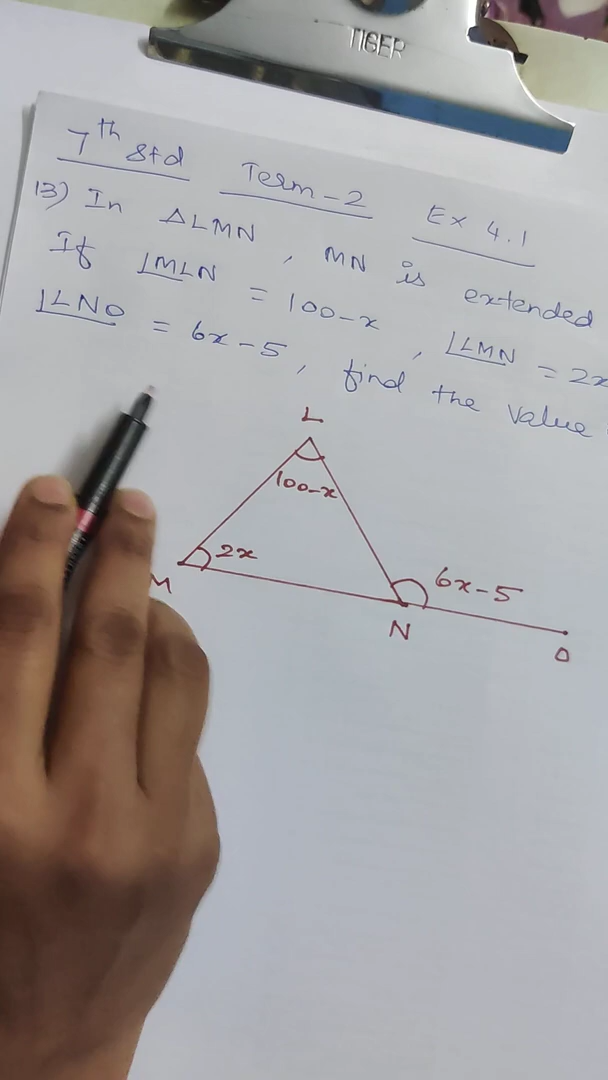 TIGER
7th Std Term-2 Ex 4.1
13) In △LMN, MN is extended
If ∠MLN = 100-x, ∠LMN = 2x
∠LNO = 6x-5, find the value
L
100-x
2x
6x-5
M
N
O